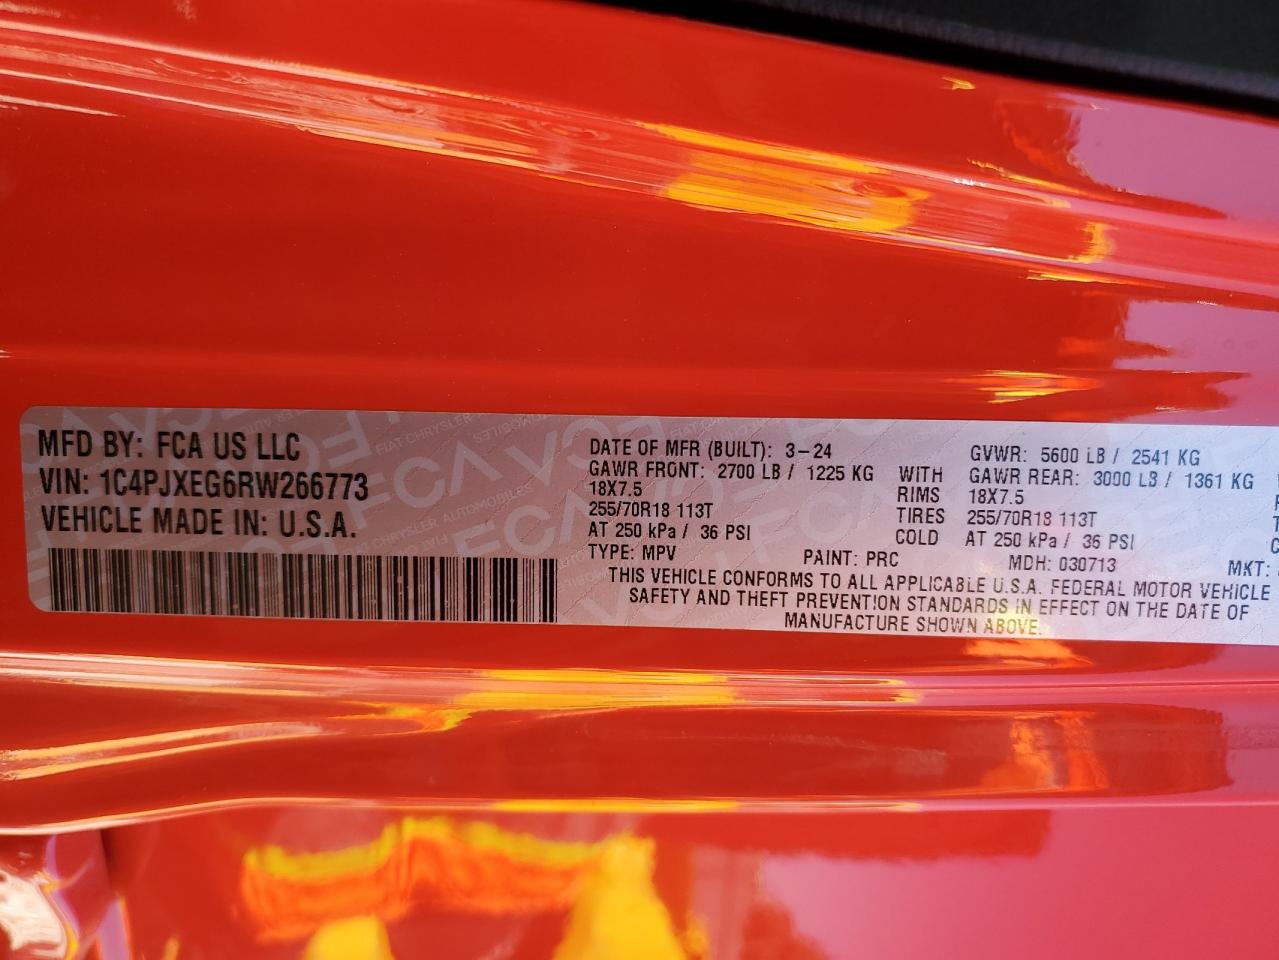 MFD BY: FCA US LLC
VIN: 1C4PJXEG6RW266773
VEHICLE MADE IN: U.S.A.
DATE OF MFR (BUILT): 3-24 GVWR: 5600 LB / 2541 KG
GAWR FRONT: 2700 LB / 1225 KG WITH GAWR REAR: 3000 LB / 1361 KG
18X7.5 RIMS 18X7.5
255/70R18 113T TIRES 255/70R18 113T
AT 250 kPa / 36 PSI COLD AT 250 kPa / 36 PSI
TYPE: MPV PAINT: PRC MDH: 030713 MKT:
THIS VEHICLE CONFORMS TO ALL APPLICABLE U.S.A. FEDERAL MOTOR VEHICLE
SAFETY AND THEFT PREVENTION STANDARDS IN EFFECT ON THE DATE OF
MANUFACTURE SHOWN ABOVE.